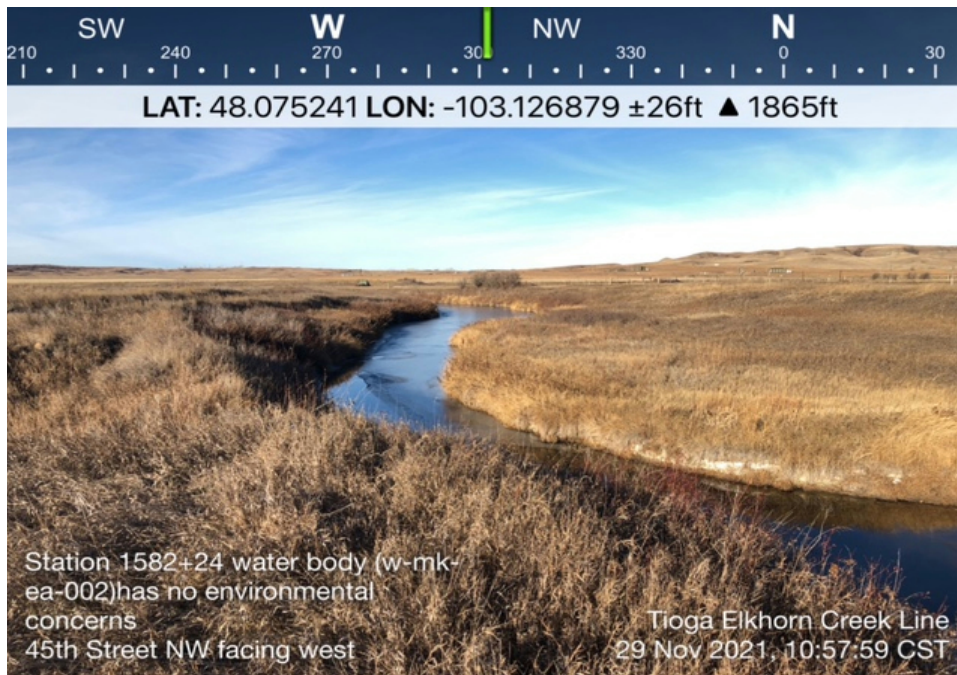 SW W NW N
210 240 270 300 330 0 30
LAT: 48.075241 LON: -103.126879 ±26ft ▲ 1865ft
Station 1582+24 water body (w-mk-
ea-002)has no environmental
concerns
45th Street NW facing west
Tioga Elkhorn Creek Line
29 Nov 2021, 10:57:59 CST